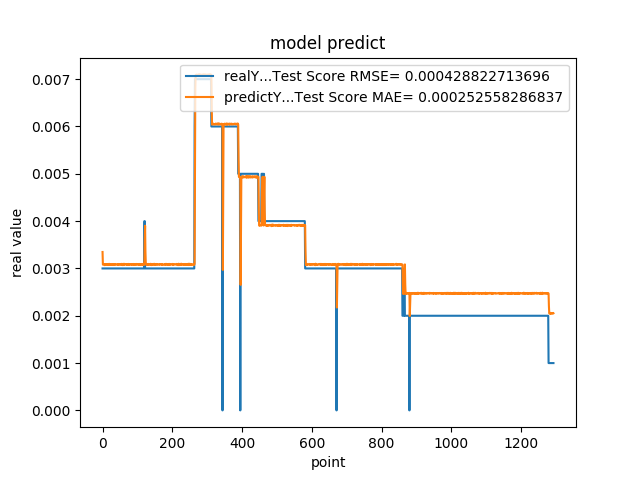 model predict
realY...Test Score RMSE= 0.000428822713696
predictY...Test Score MAE= 0.000252558286837
0.007
0.006
0.005
0.004
0.003
0.002
0.001
0.000
real value
0 200 400 600 800 1000 1200
point